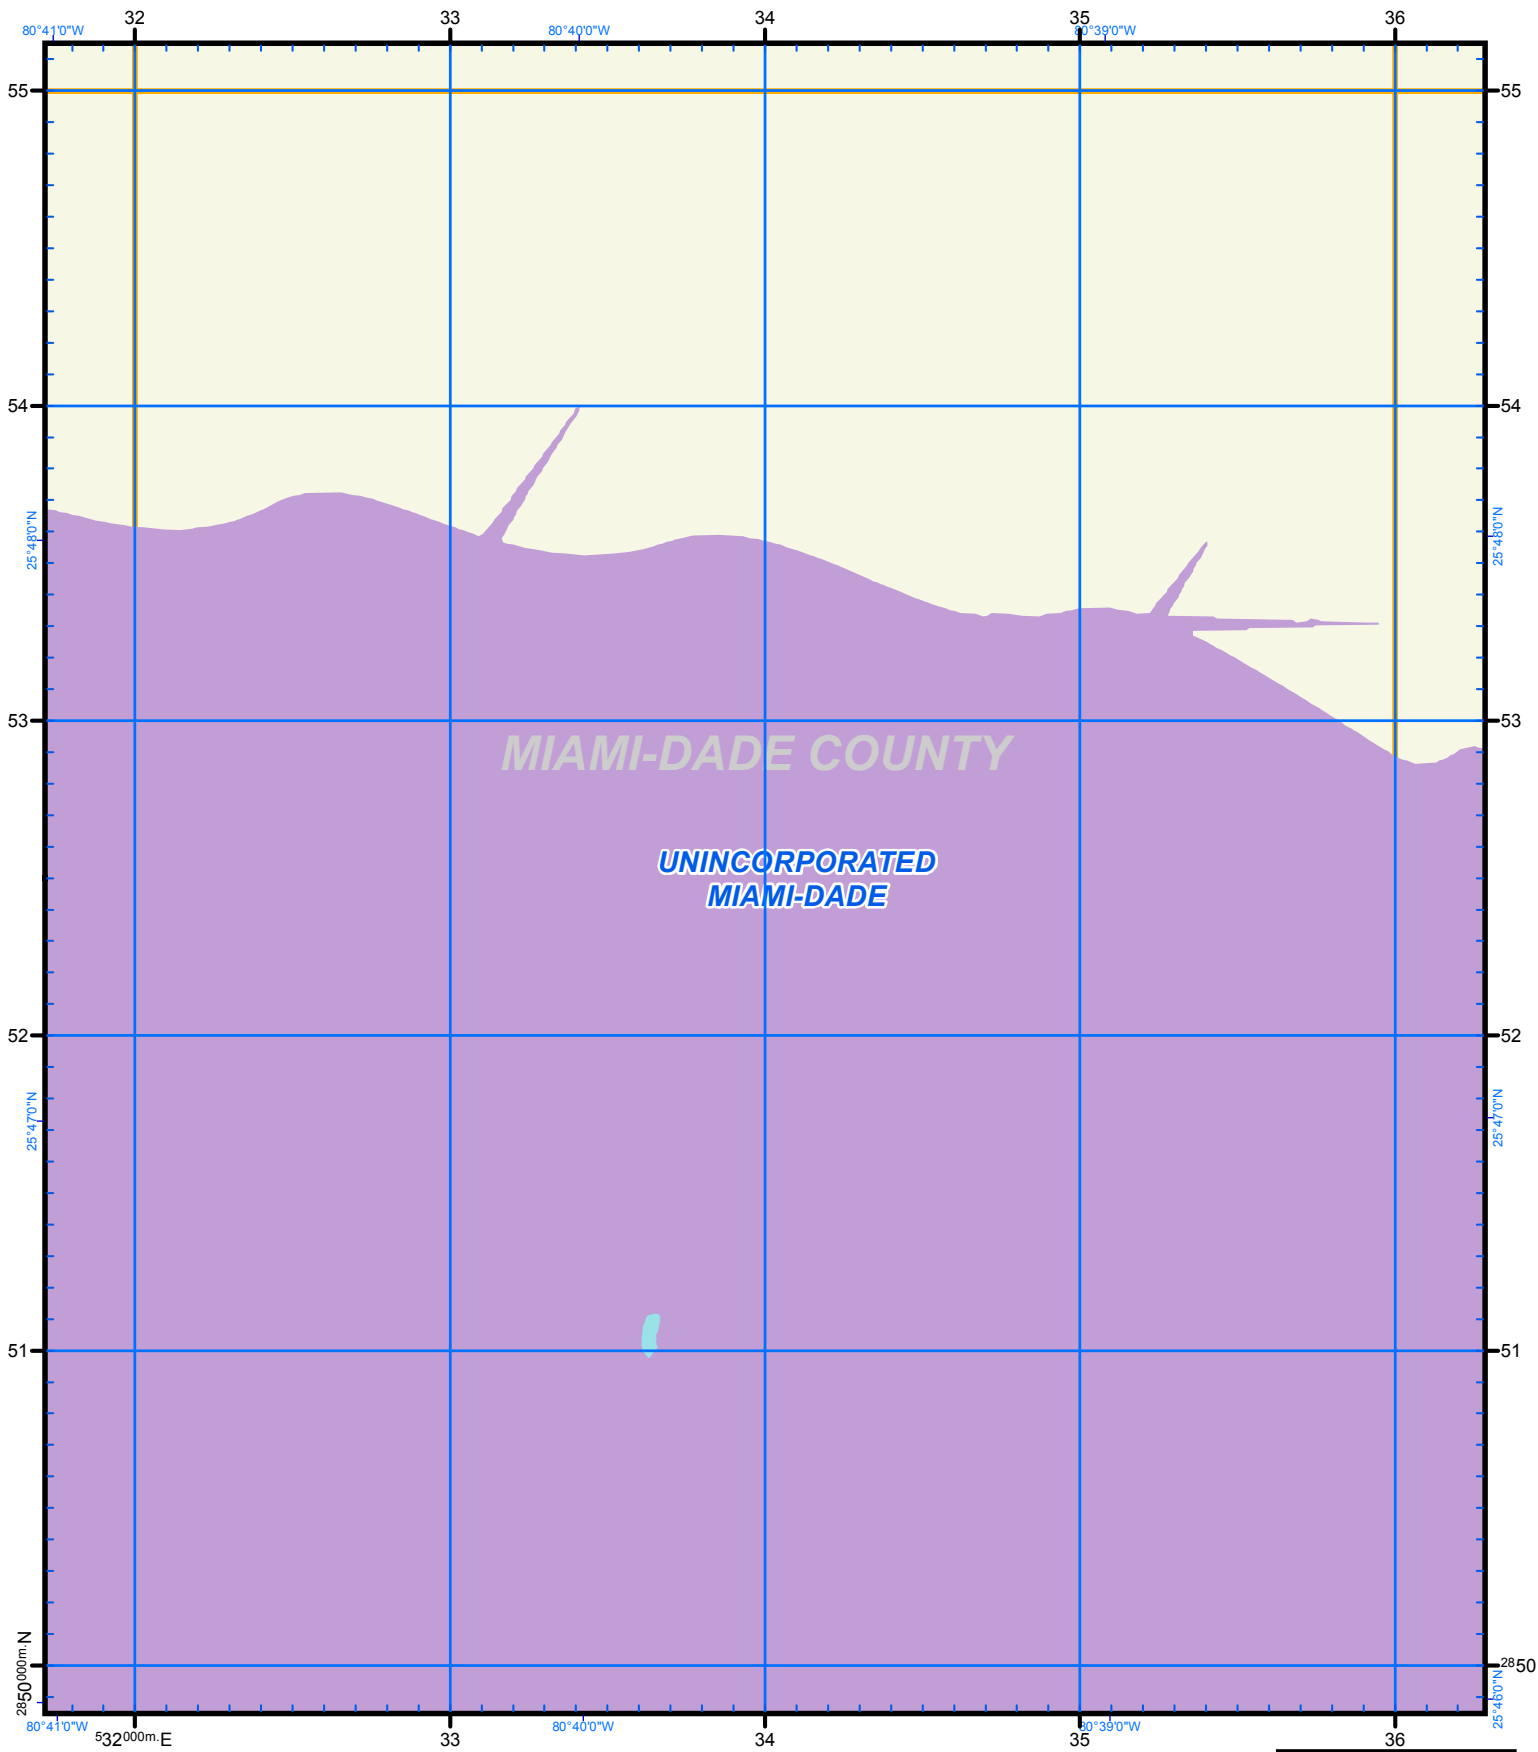 32 33 34 35 36
80°41'0"W 80°40'0"W 80°39'0"W
55 55
54 54
25°48'0"N 25°48'0"N
53 53
MIAMI-DADE COUNTY
UNINCORPORATED
MIAMI-DADE
52 52
25°47'0"N 25°47'0"N
51 51
2850000m.N 2850
25°46'0"N
80°41'0"W 80°40'0"W 80°39'0"W
532000m.E 33 34 35 36